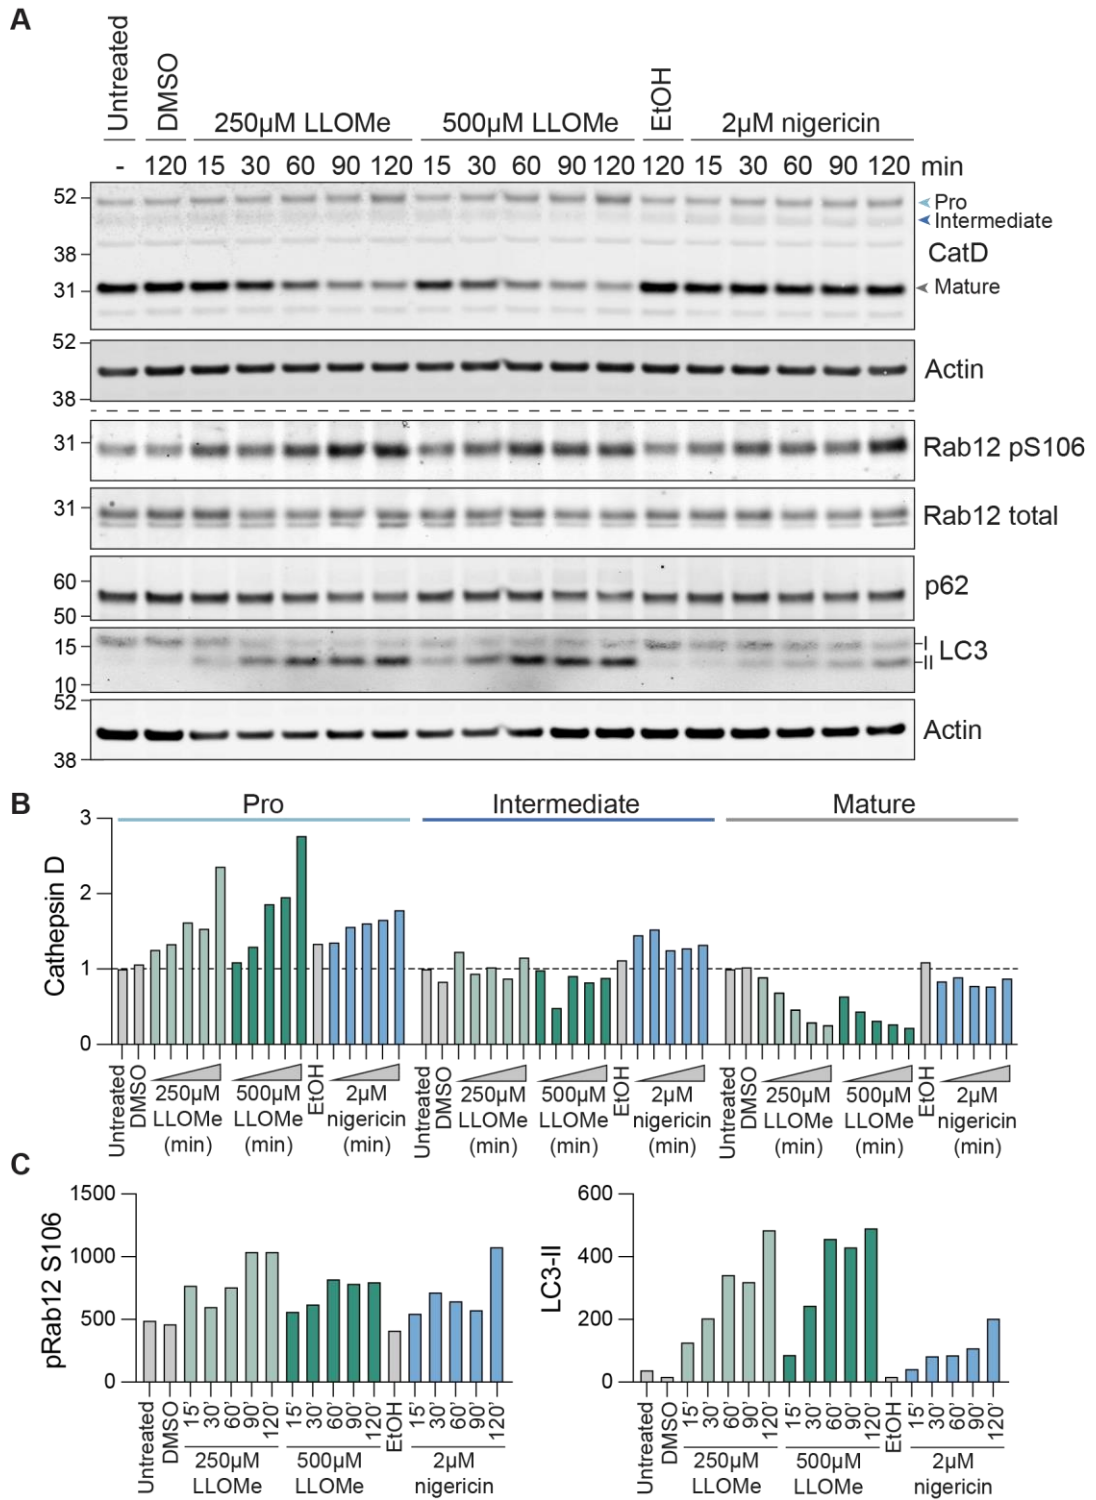 A
Untreated
DMSO
250µM LLOMe
500µM LLOMe
EtOH
2µM nigericin
- 120 15 30 60 90 120 15 30 60 90 120 120 15 30 60 90 120 min
52
Pro
Intermediate
38
CatD
31
Mature
52
Actin
38
31
Rab12 pS106
31
Rab12 total
60
p62
50
I
15
LC3
II
10
52
Actin
38
B
Pro Intermediate Mature
Cathepsin D
3
2
1
0
Untreated
DMSO
250µM
LLOMe
(min)
500µM
LLOMe
(min)
EtOH
2µM
nigericin
(min)
Untreated
DMSO
250µM
LLOMe
(min)
500µM
LLOMe
(min)
EtOH
2µM
nigericin
(min)
Untreated
DMSO
250µM
LLOMe
(min)
500µM
LLOMe
(min)
EtOH
2µM
nigericin
(min)
C
pRab12 S106
1500
1000
500
0
Untreated
DMSO
15' 30' 60' 90' 120'
250µM
LLOMe
15' 30' 60' 90' 120'
500µM
LLOMe
EtOH
15' 30' 60' 90' 120'
2µM
nigericin
LC3-II
600
400
200
0
Untreated
DMSO
15' 30' 60' 90' 120'
250µM
LLOMe
15' 30' 60' 90' 120'
500µM
LLOMe
EtOH
15' 30' 60' 90' 120'
2µM
nigericin